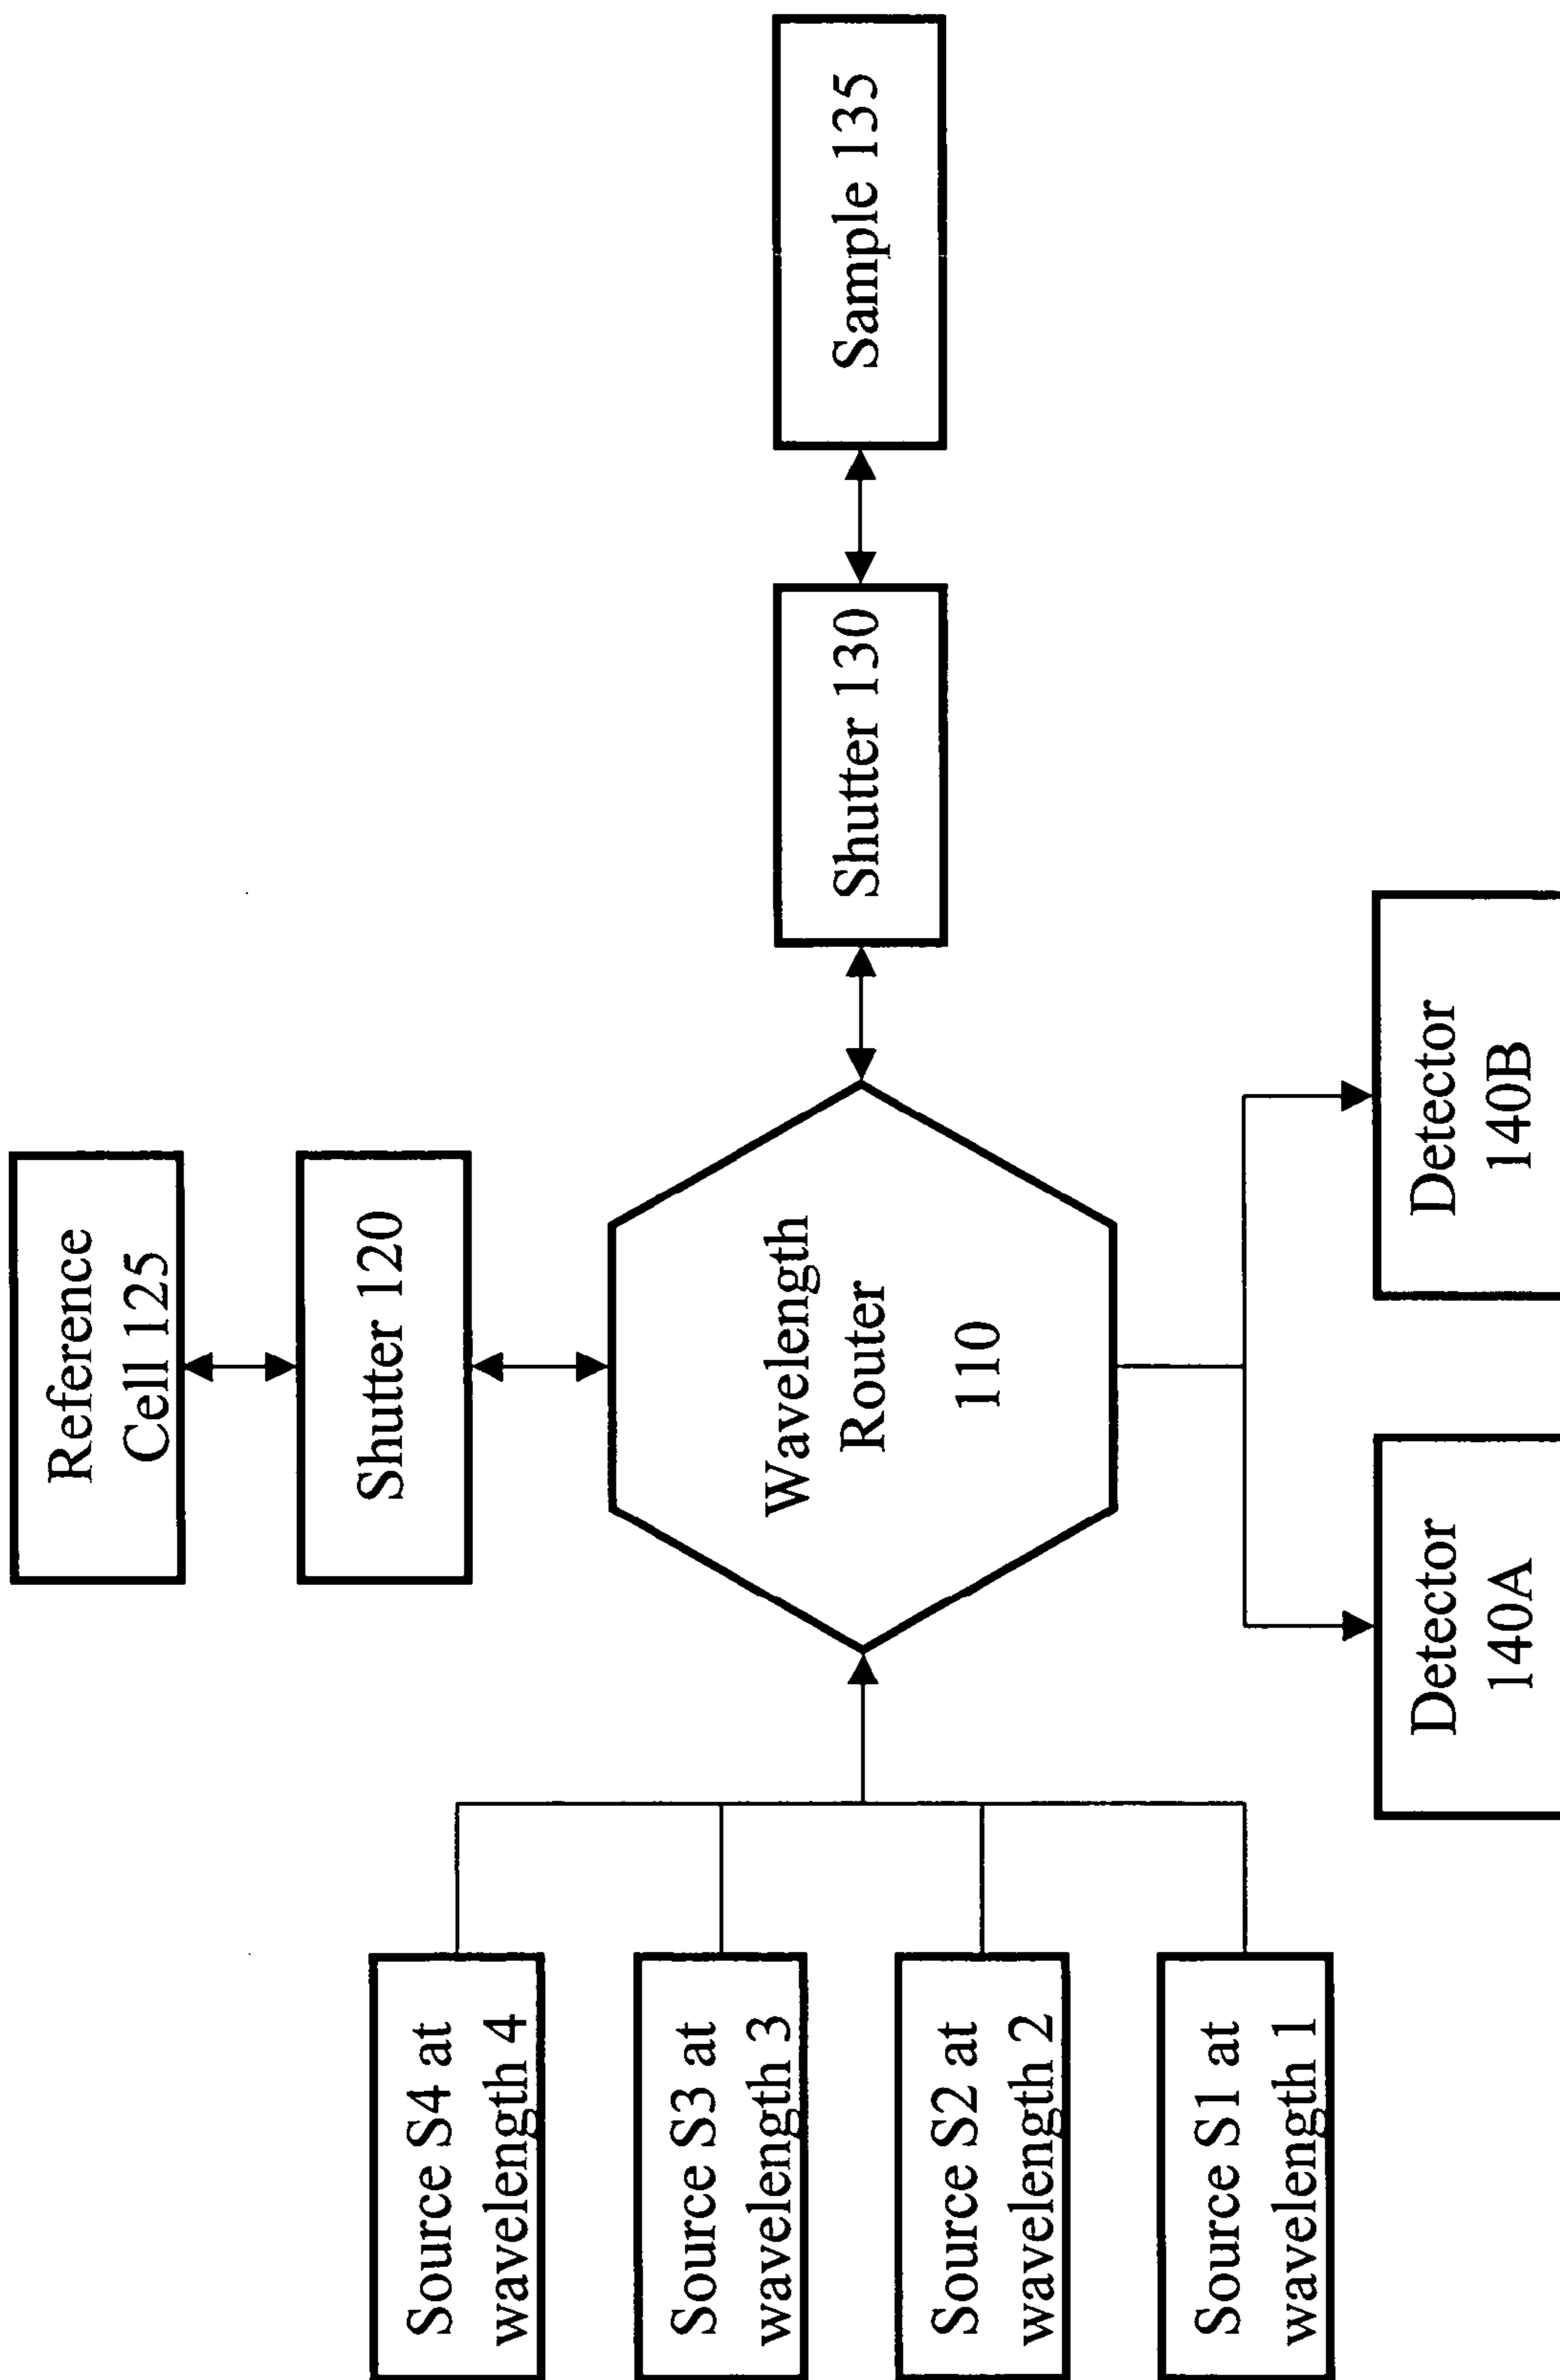 Reference
Cell 125
Shutter 120
Source S4 at
wavelength 4
Source S3 at
wavelength 3
Source S2 at
wavelength 2
Source S1 at
wavelength 1
Wavelength
Router
110
Shutter 130
Sample 135
Detector
140A
Detector
140B